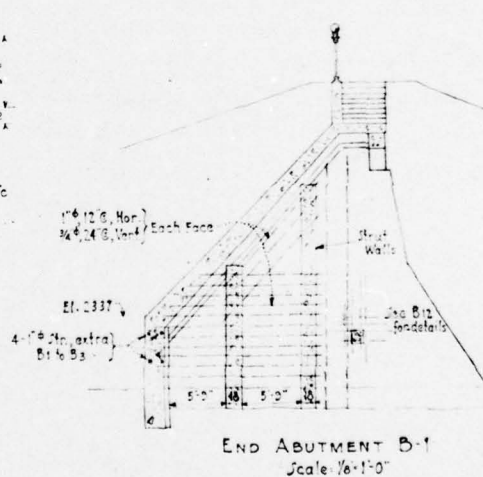 1"⌀, 12"@, Hor.
¾"⌀, 24"@, Vert.
Each Face
Strut
Walls
El. 2337
See B12
for details
4-1"⌀ Str., extra
B1 to B3
5'-0" 18" 5'-0" 18"
END ABUTMENT B-1
Scale: 1/8"=1'-0"